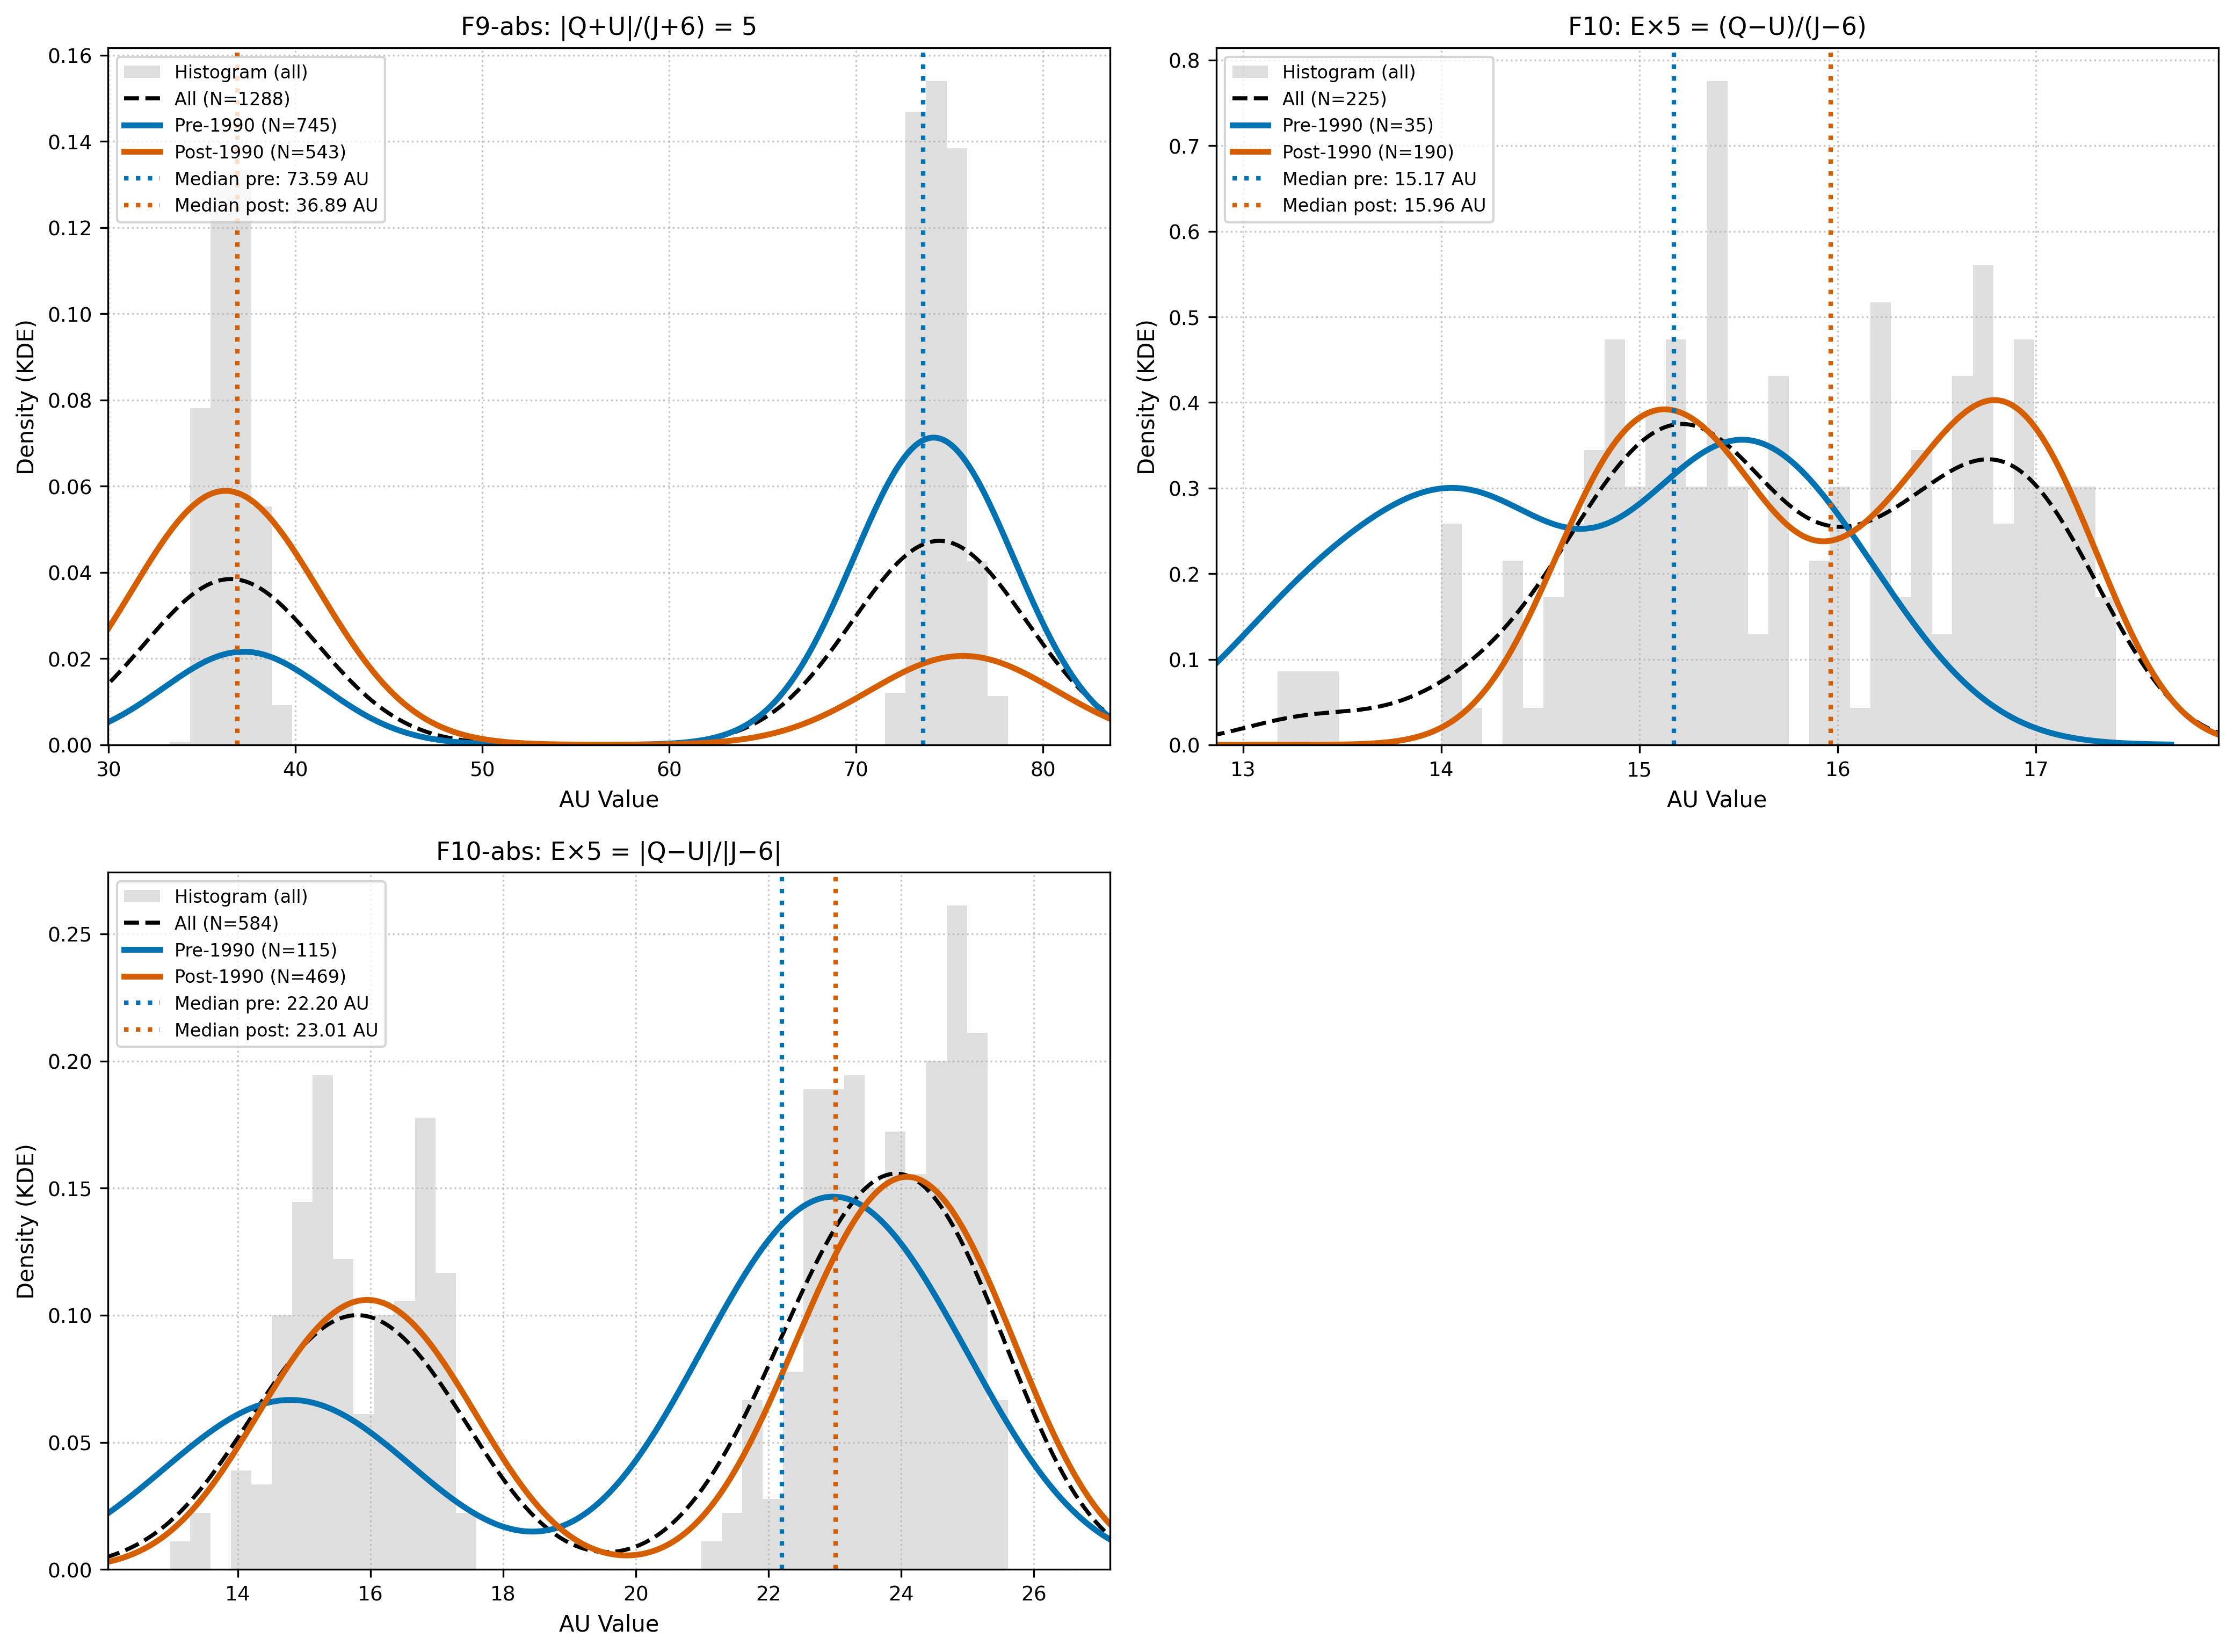 F9-abs: |Q+U|/(J+6) = 5
0.16
0.14
0.12
0.10
0.08
0.06
0.04
0.02
0.00
Density (KDE)
Histogram (all)
All (N=1288)
Pre-1990 (N=745)
Post-1990 (N=543)
Median pre: 73.59 AU
Median post: 36.89 AU
30 40 50 60 70 80
AU Value
F10: E×5 = (Q−U)/(J−6)
0.8
0.7
0.6
0.5
0.4
0.3
0.2
0.1
0.0
Density (KDE)
Histogram (all)
All (N=225)
Pre-1990 (N=35)
Post-1990 (N=190)
Median pre: 15.17 AU
Median post: 15.96 AU
13 14 15 16 17
AU Value
F10-abs: E×5 = |Q−U|/|J−6|
0.25
0.20
0.15
0.10
0.05
0.00
Density (KDE)
Histogram (all)
All (N=584)
Pre-1990 (N=115)
Post-1990 (N=469)
Median pre: 22.20 AU
Median post: 23.01 AU
14 16 18 20 22 24 26
AU Value